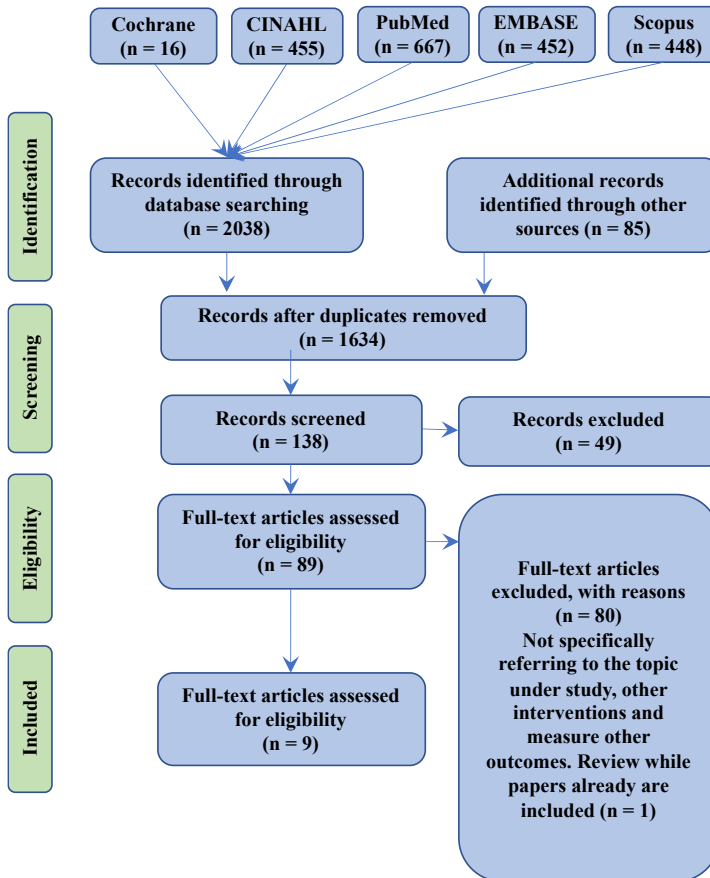 Cochrane
(n = 16)
CINAHL
(n = 455)
PubMed
(n = 667)
EMBASE
(n = 452)
Scopus
(n = 448)
Identification
Records identified through
database searching
(n = 2038)
Additional records
identified through other
sources (n = 85)
Screening
Records after duplicates removed
(n = 1634)
Records screened
(n = 138)
Records excluded
(n = 49)
Eligibility
Full-text articles assessed
for eligibility
(n = 89)
Full-text articles
excluded, with reasons
(n = 80)
Not specifically
referring to the topic
under study, other
interventions and
measure other
outcomes. Review while
papers already are
included (n = 1)
Included
Full-text articles assessed
for eligibility
(n = 9)